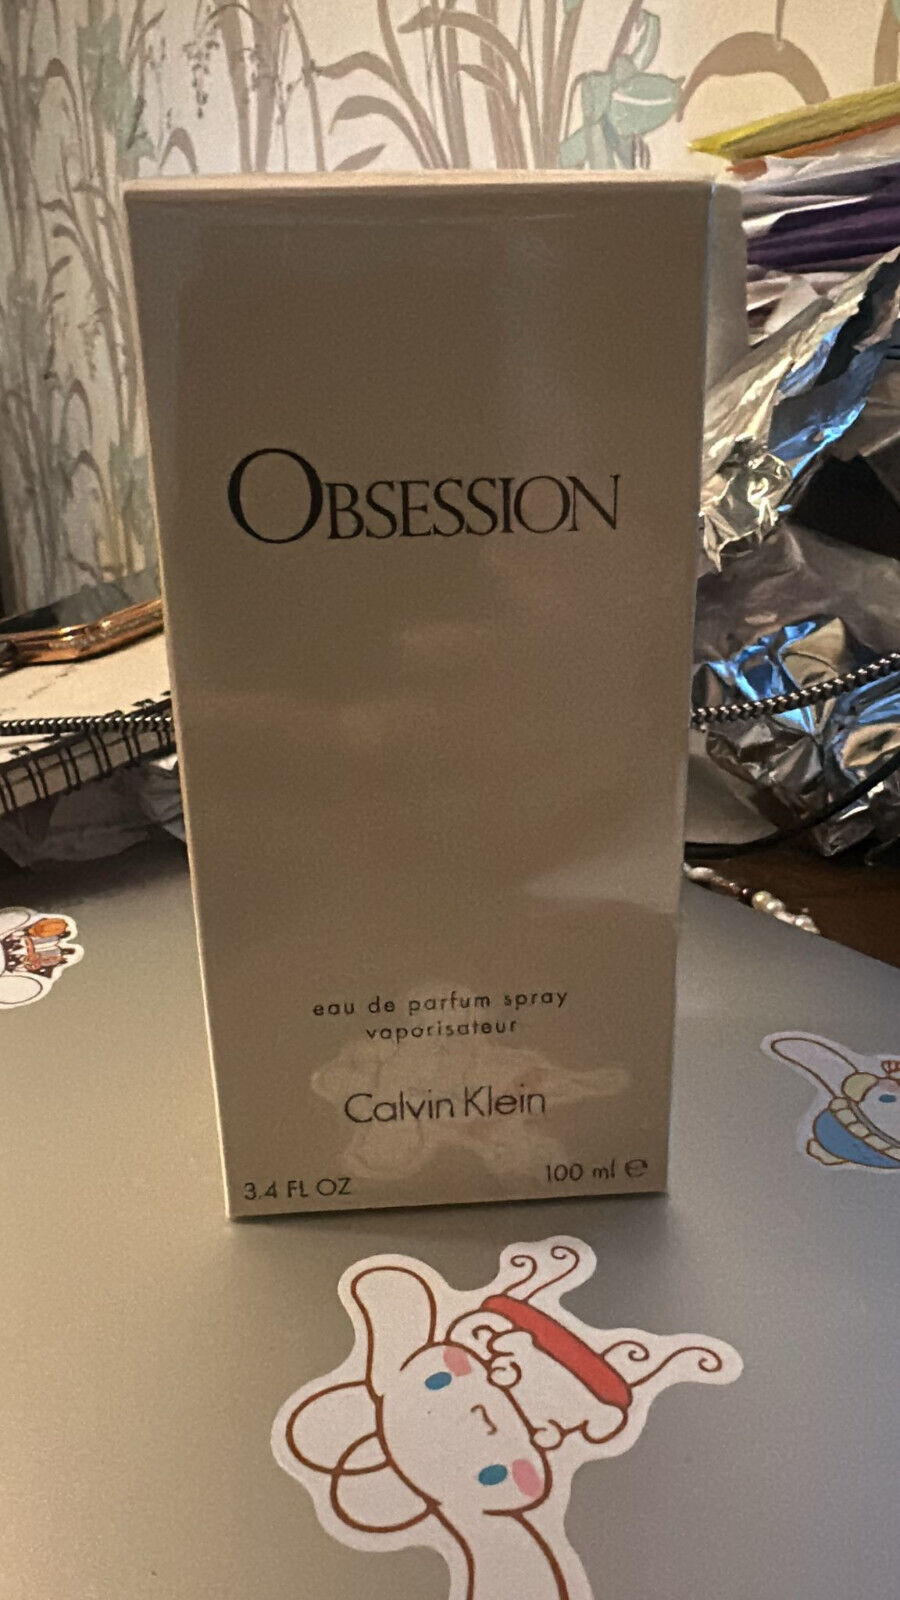 OBSESSION
eau de parfum spray
vaporisateur
Calvin Klein
3.4 FL OZ 100 ml ℮